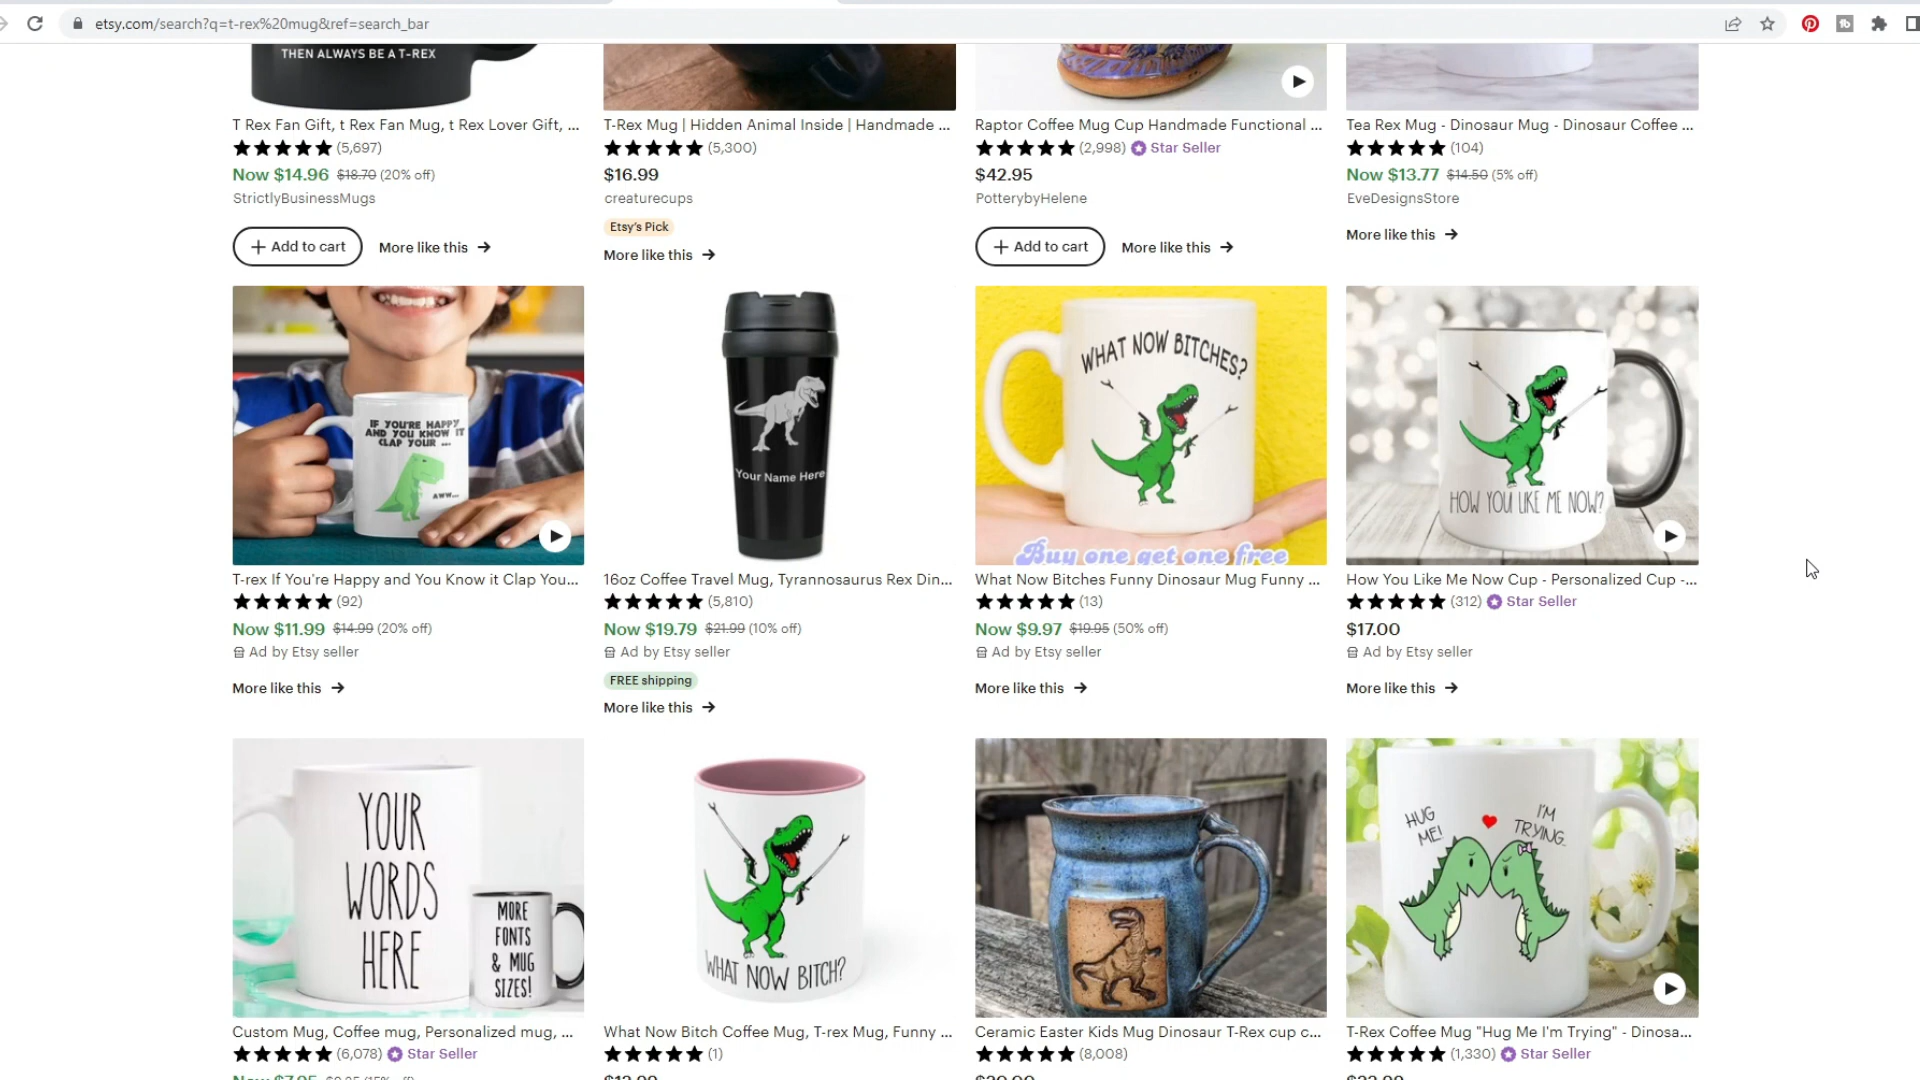 etsy.com/search?q=t-rex%20mug&ref=search_bar
THEN ALWAYS BE A T-REX
T Rex Fan Gift, t Rex Fan Mug, t Rex Lover Gift, ...
(5,697)
Now $14.96 $18.70 (20% off)
StrictlyBusinessMugs
+ Add to cart
More like this →
T-Rex Mug | Hidden Animal Inside | Handmade ...
(5,300)
$16.99
creaturecups
Etsy's Pick
More like this →
Raptor Coffee Mug Cup Handmade Functional ...
(2,998) Star Seller
$42.95
PotterybyHelene
+ Add to cart
More like this →
Tea Rex Mug - Dinosaur Mug - Dinosaur Coffee ...
(104)
Now $13.77 $14.50 (5% off)
EveDesignsStore
More like this →
IF YOU'RE HAPPY
AND YOU KNOW IT
CLAP YOUR ...
AWW...
T-rex If You're Happy and You Know it Clap You...
(92)
Now $11.99 $14.99 (20% off)
Ad by Etsy seller
More like this →
Your Name Here
16oz Coffee Travel Mug, Tyrannosaurus Rex Din...
(5,810)
Now $19.79 $21.99 (10% off)
Ad by Etsy seller
FREE shipping
More like this →
WHAT NOW BITCHES?
Buy one get one free
What Now Bitches Funny Dinosaur Mug Funny ...
(13)
Now $9.97 $19.95 (50% off)
Ad by Etsy seller
More like this →
HOW YOU LIKE ME NOW?
How You Like Me Now Cup - Personalized Cup -...
(312) Star Seller
$17.00
Ad by Etsy seller
More like this →
YOUR
WORDS
HERE
MORE
FONTS
& MUG
SIZES!
Custom Mug, Coffee mug, Personalized mug, ...
(6,078) Star Seller
WHAT NOW BITCH?
What Now Bitch Coffee Mug, T-rex Mug, Funny ...
(1)
Ceramic Easter Kids Mug Dinosaur T-Rex cup c...
(8,008)
HUG
ME!
I'M
TRYING..
T-Rex Coffee Mug "Hug Me I'm Trying" - Dinosa...
(1,330) Star Seller